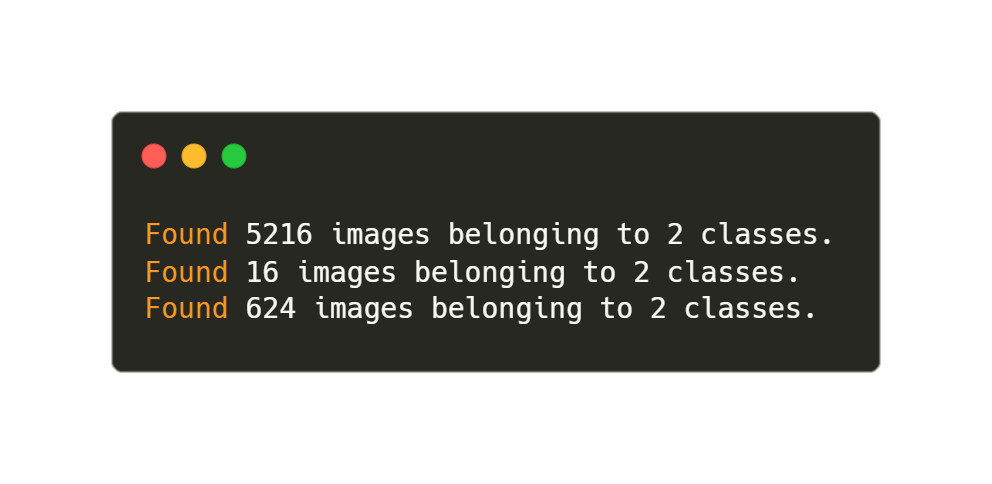 Found 5216 images belonging to 2 classes.
Found 16 images belonging to 2 classes.
Found 624 images belonging to 2 classes.